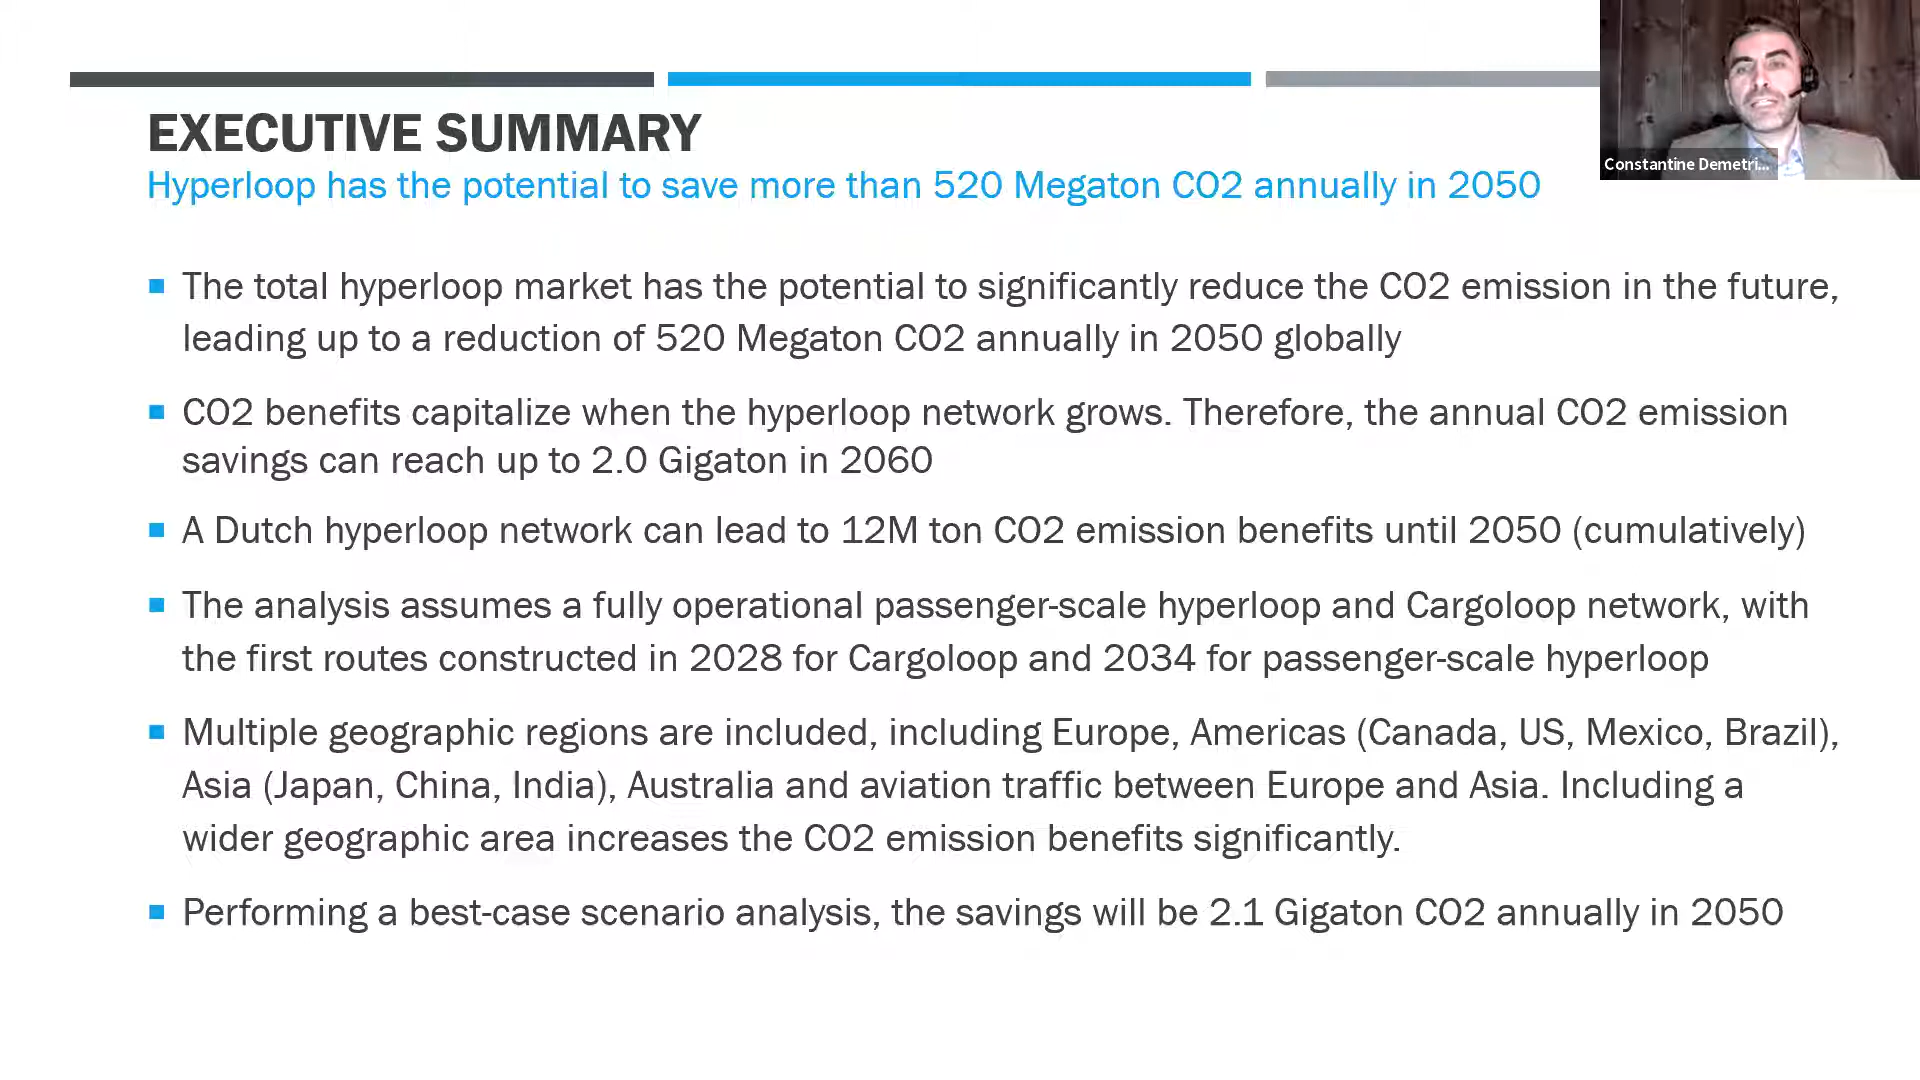 EXECUTIVE SUMMARY
Hyperloop has the potential to save more than 520 Megaton CO2 annually in 2050
Constantine Demetri...
The total hyperloop market has the potential to significantly reduce the CO2 emission in the future,
leading up to a reduction of 520 Megaton CO2 annually in 2050 globally
CO2 benefits capitalize when the hyperloop network grows. Therefore, the annual CO2 emission
savings can reach up to 2.0 Gigaton in 2060
A Dutch hyperloop network can lead to 12M ton CO2 emission benefits until 2050 (cumulatively)
The analysis assumes a fully operational passenger-scale hyperloop and Cargoloop network, with
the first routes constructed in 2028 for Cargoloop and 2034 for passenger-scale hyperloop
Multiple geographic regions are included, including Europe, Americas (Canada, US, Mexico, Brazil),
Asia (Japan, China, India), Australia and aviation traffic between Europe and Asia. Including a
wider geographic area increases the CO2 emission benefits significantly.
Performing a best-case scenario analysis, the savings will be 2.1 Gigaton CO2 annually in 2050